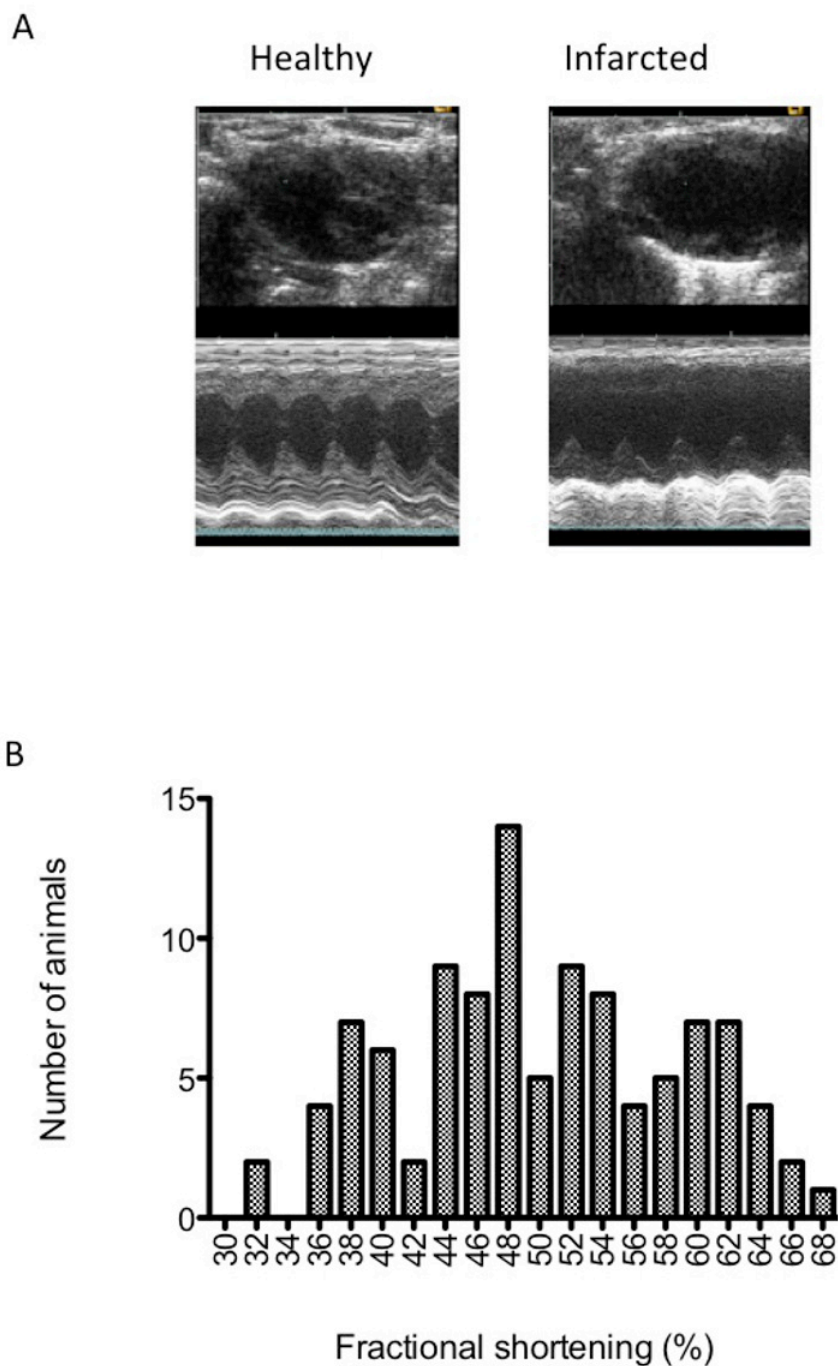 A
Healthy Infarcted
B
15
10
5
0
Number of animals
30 32 34 36 38 40 42 44 46 48 50 52 54 56 58 60 62 64 66 68
Fractional shortening (%)